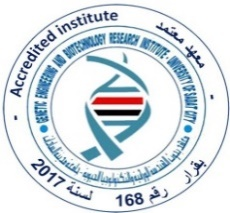 Accredited institute
معهد معتمد
GENETIC ENGINEERING AND BIOTECHNOLOGY RESEARCH INSTITUTE - UNIVERSITY OF SADAT CITY
بقرار رقم 168 لسنة 2017